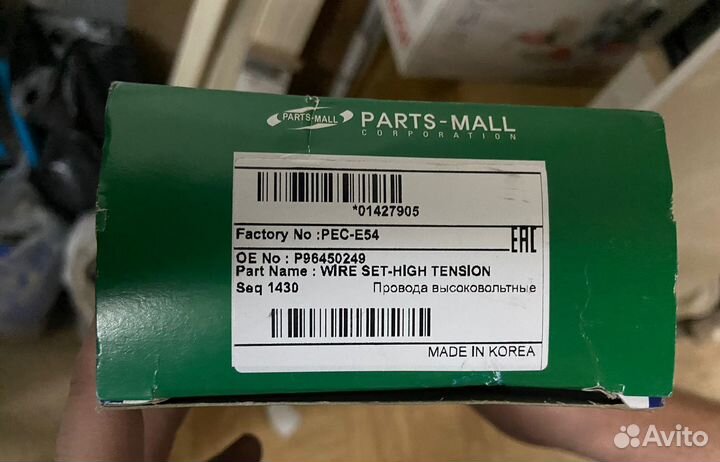 PARTS-MALL PARTS-MALL
CORPORATION
*01427905
Factory No :PEC-E54
EAC
OE No : P96450249
Part Name : WIRE SET-HIGH TENSION
Seq 1430 Провода высоковольтные
MADE IN KOREA
Avito